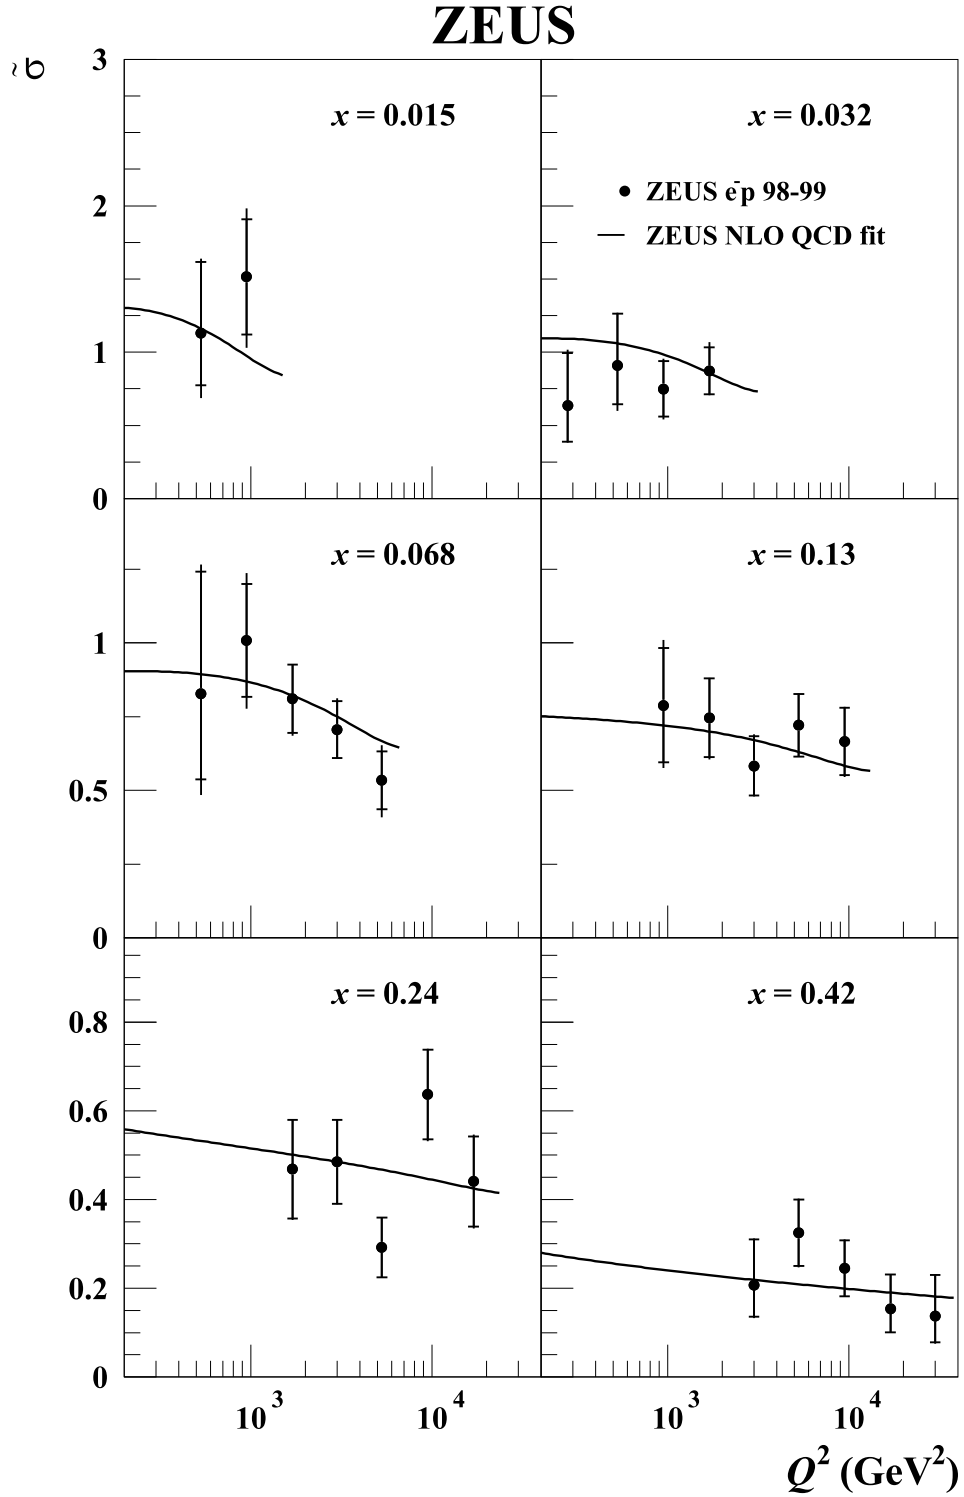 ZEUS
σ̃
3
x = 0.015
x = 0.032
ZEUS e⁻p 98-99
2
ZEUS NLO QCD fit
1
0
x = 0.068
x = 0.13
1
0.5
0
x = 0.24
x = 0.42
0.8
0.6
0.4
0.2
0
10³ 10⁴ 10³ 10⁴
Q² (GeV²)